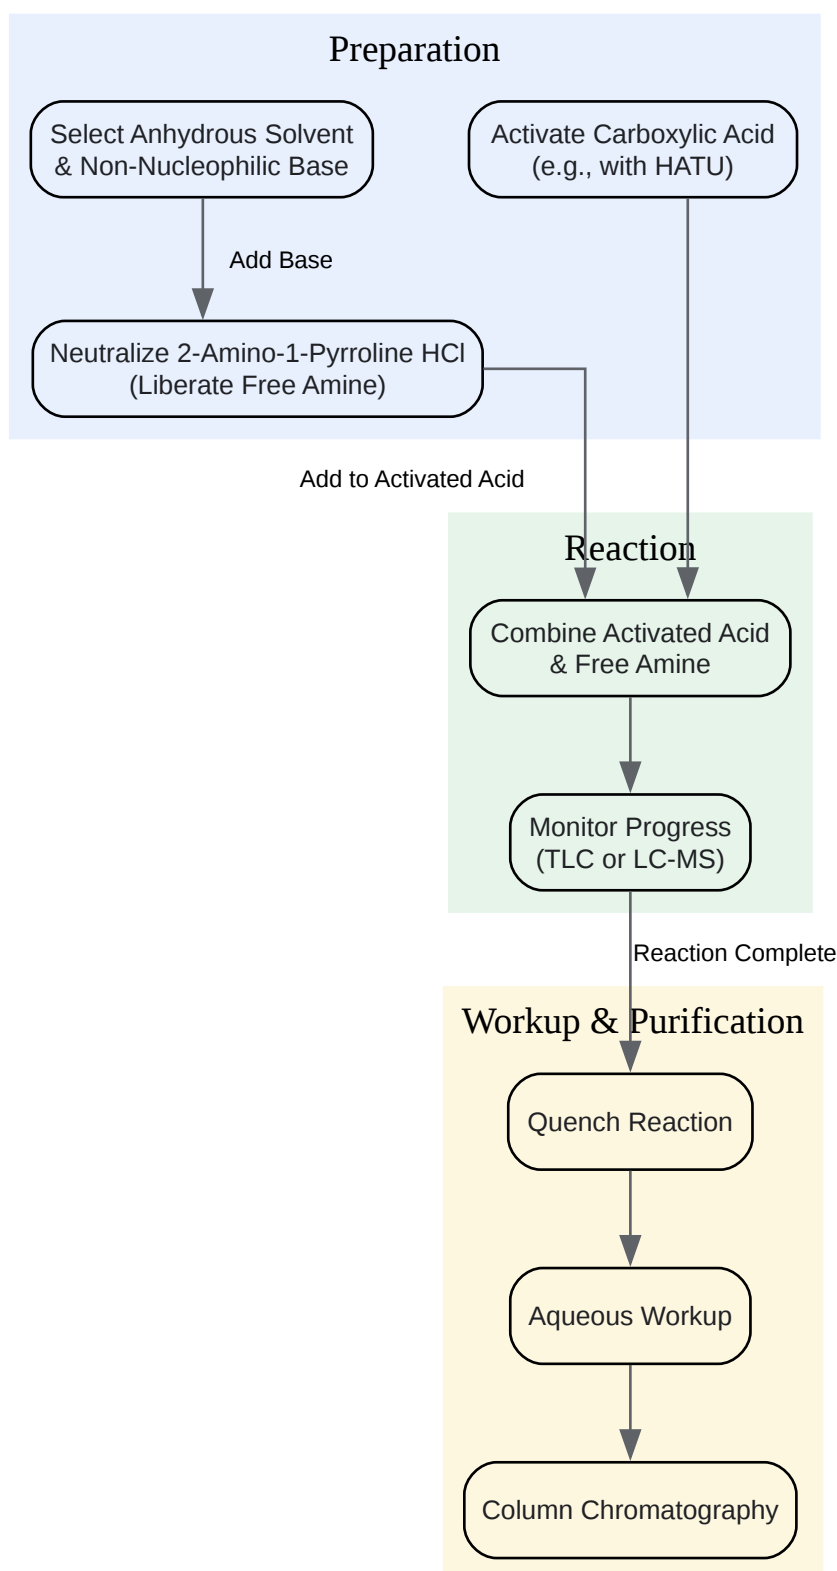 Preparation
Select Anhydrous Solvent
& Non-Nucleophilic Base
Activate Carboxylic Acid
(e.g., with HATU)
Add Base
Neutralize 2-Amino-1-Pyrroline HCl
(Liberate Free Amine)
Add to Activated Acid
Reaction
Combine Activated Acid
& Free Amine
Monitor Progress
(TLC or LC-MS)
Reaction Complete
Workup & Purification
Quench Reaction
Aqueous Workup
Column Chromatography